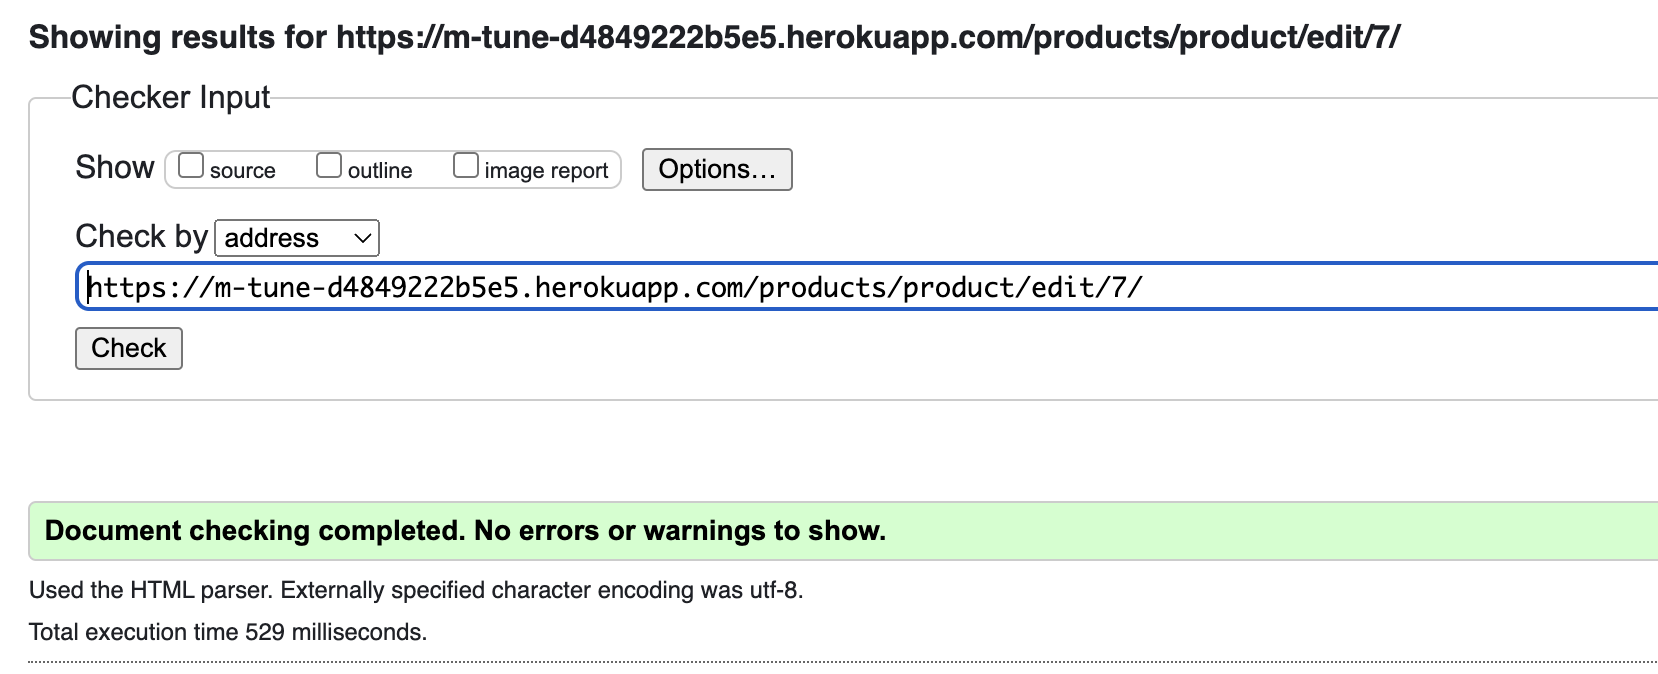 Showing results for https://m-tune-d4849222b5e5.herokuapp.com/products/product/edit/7/
Checker Input
Show source outline image report Options...
Check by address
https://m-tune-d4849222b5e5.herokuapp.com/products/product/edit/7/
Check
Document checking completed. No errors or warnings to show.
Used the HTML parser. Externally specified character encoding was utf-8.
Total execution time 529 milliseconds.